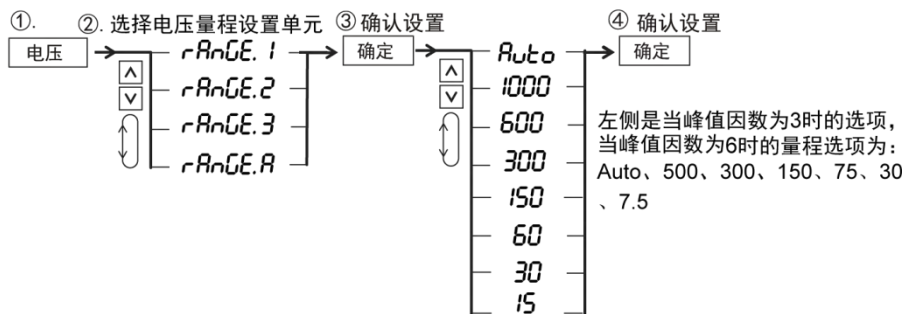 ①.
②. 选择电压量程设置单元
③ 确认设置
④ 确认设置
电压
rAnGE. 1
rAnGE.2
rAnGE.3
rAnGE.A
确定
Auto
1000
600
300
150
60
30
15
确定
左侧是当峰值因数为3时的选项，
当峰值因数为6时的量程选项为：
Auto、500、300、150、75、30
、7.5